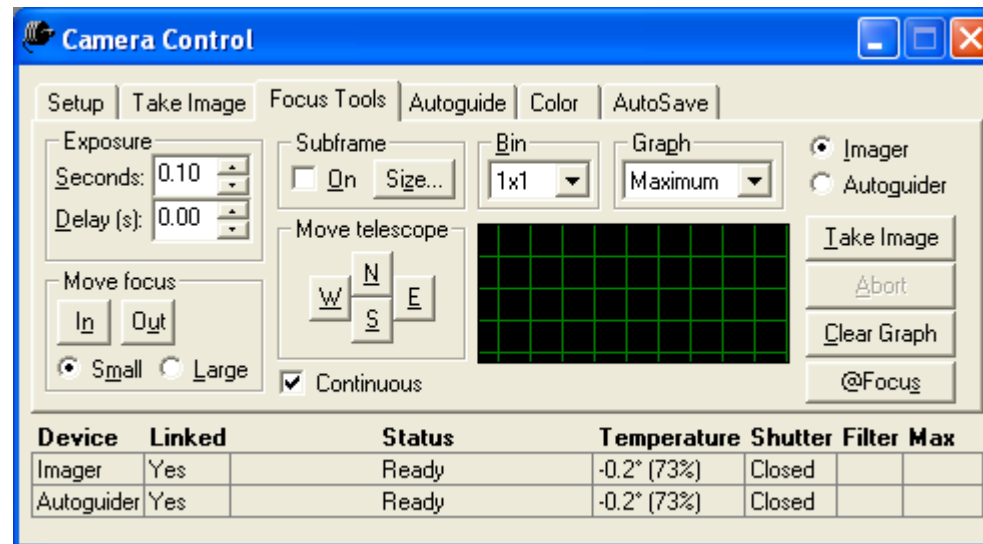 Camera Control
Setup Take Image Focus Tools Autoguide Color AutoSave
Exposure Subframe Bin Graph Imager
Seconds: 0.10 On Size... 1x1 Maximum Autoguider
Delay (s): 0.00
Move telescope Take Image
Move focus N Abort
In Out W E
S Clear Graph
Small Large Continuous @Focus
Device Linked Status Temperature Shutter Filter Max
Imager Yes Ready -0.2° (73%) Closed
Autoguider Yes Ready -0.2° (73%) Closed